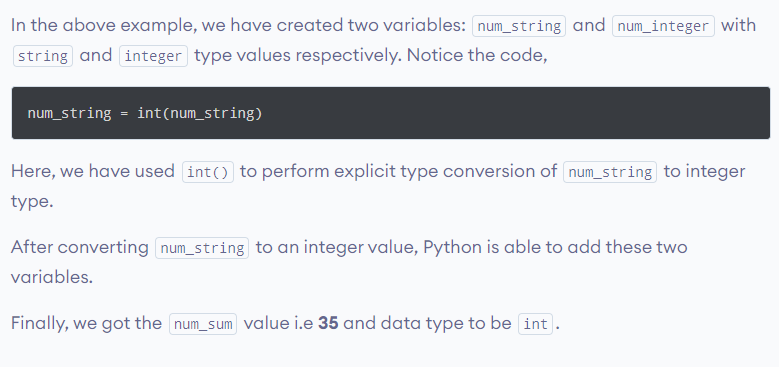 In the above example, we have created two variables: num_string and num_integer with
string and integer type values respectively. Notice the code,
num_string = int(num_string)
Here, we have used int() to perform explicit type conversion of num_string to integer
type.
After converting num_string to an integer value, Python is able to add these two
variables.
Finally, we got the num_sum value i.e 35 and data type to be int.